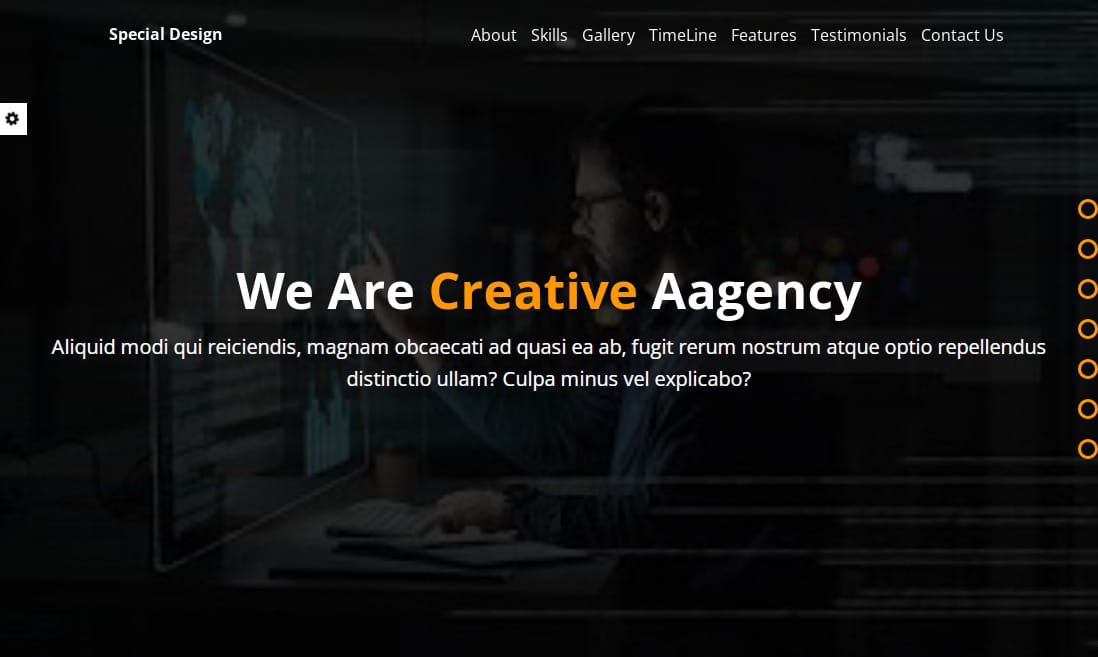 Special Design
About Skills Gallery TimeLine Features Testimonials Contact Us
We Are Creative Aagency
Aliquid modi qui reiciendis, magnam obcaecati ad quasi ea ab, fugit rerum nostrum atque optio repellendus
distinctio ullam? Culpa minus vel explicabo?